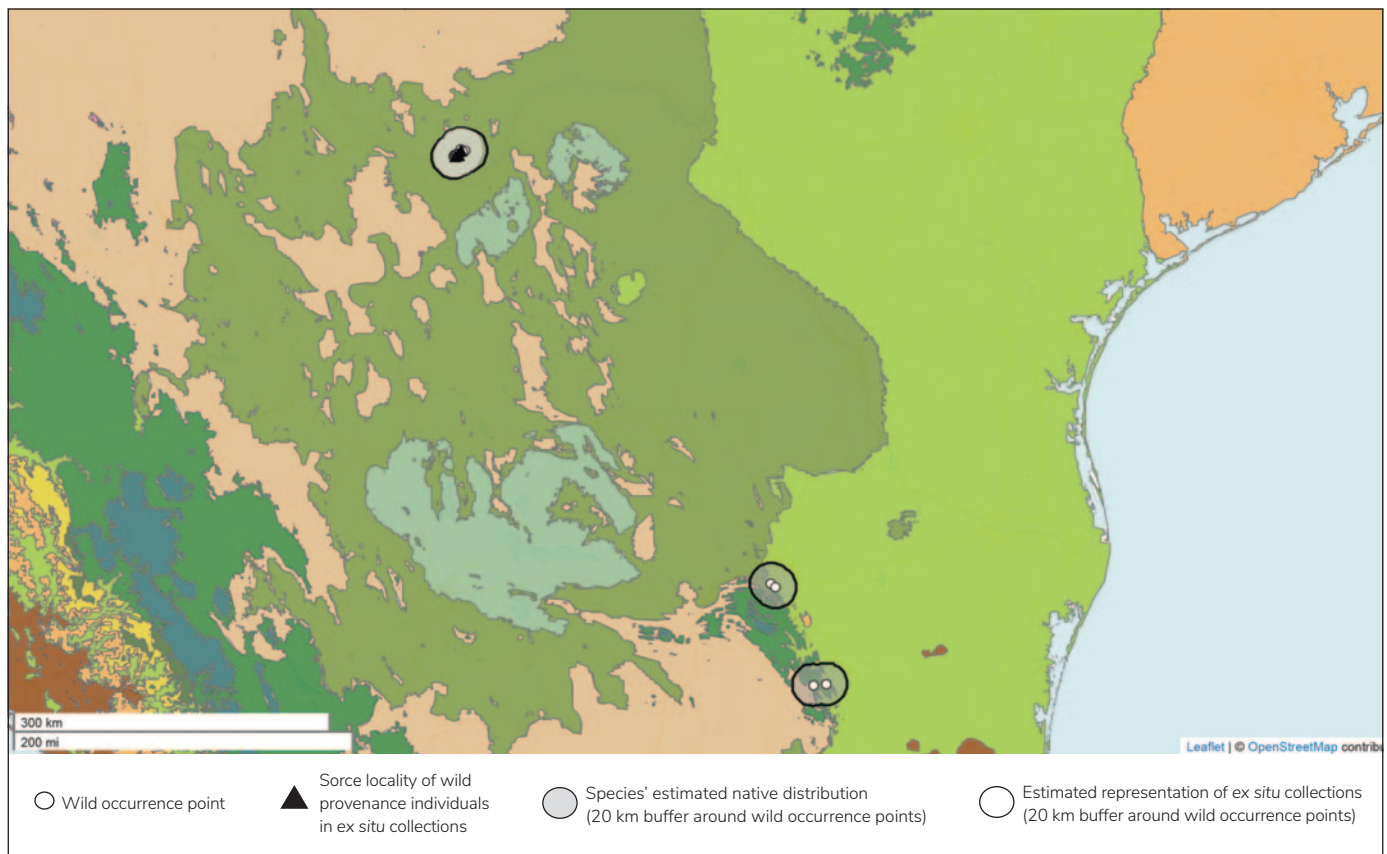 300 km
200 mi
Leaflet | © OpenStreetMap contribu
Wild occurrence point
Sorce locality of wild
provenance individuals
in ex situ collections
Species' estimated native distribution
(20 km buffer around wild occurrence points)
Estimated representation of ex situ collections
(20 km buffer around wild occurrence points)